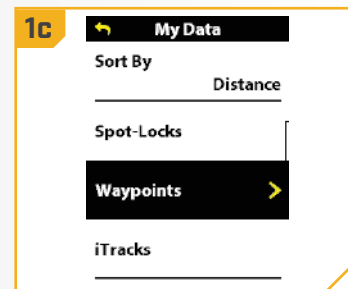 1c
My Data
Sort By
Distance
Spot-Locks
Waypoints
iTracks